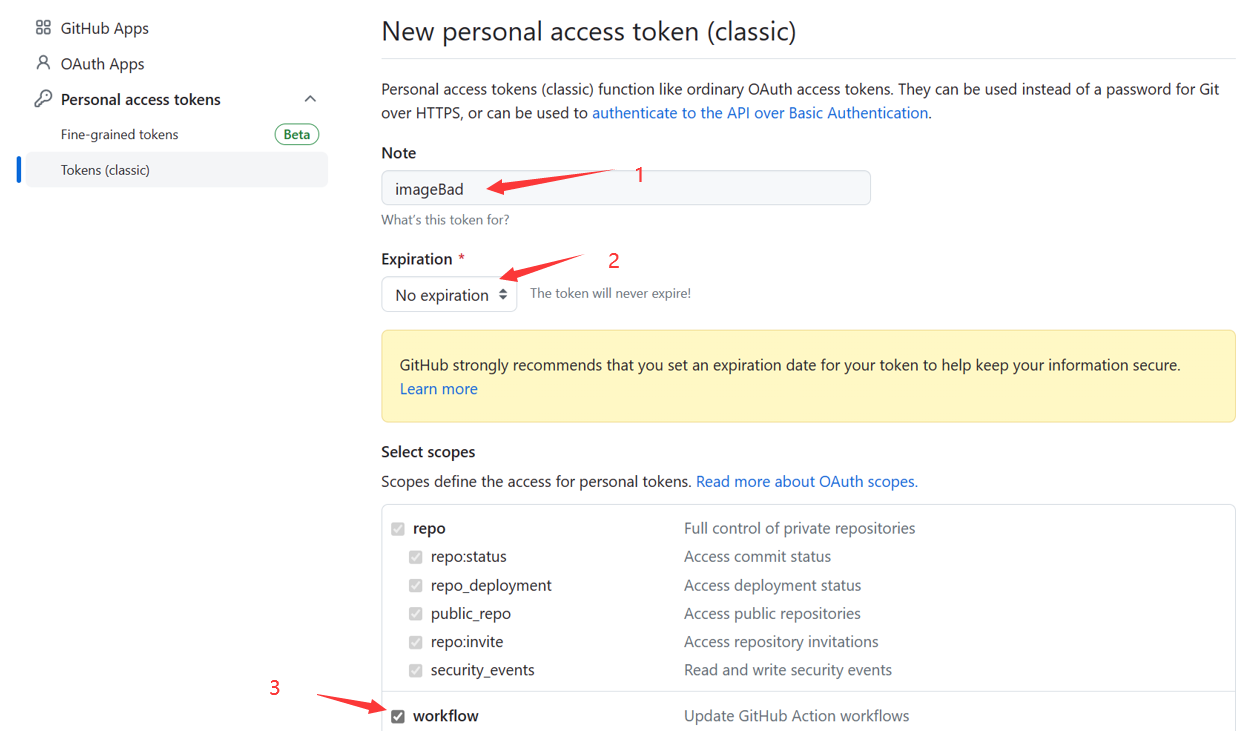 GitHub Apps
OAuth Apps
Personal access tokens
Fine-grained tokens Beta
Tokens (classic)
New personal access token (classic)
Personal access tokens (classic) function like ordinary OAuth access tokens. They can be used instead of a password for Git
over HTTPS, or can be used to authenticate to the API over Basic Authentication.
Note
imageBad 1
What's this token for?
Expiration * 2
No expiration The token will never expire!
GitHub strongly recommends that you set an expiration date for your token to help keep your information secure.
Learn more
Select scopes
Scopes define the access for personal tokens. Read more about OAuth scopes.
repo Full control of private repositories
repo:status Access commit status
repo_deployment Access deployment status
public_repo Access public repositories
repo:invite Access repository invitations
security_events Read and write security events
3
workflow Update GitHub Action workflows